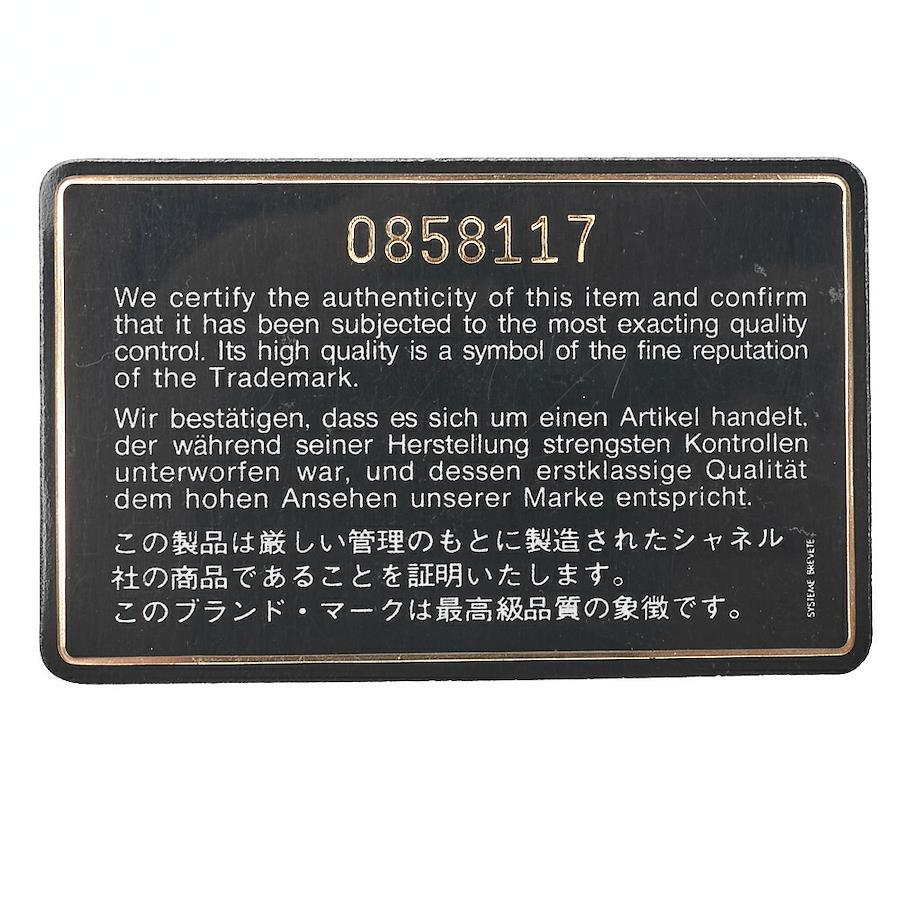 0858117
We certify the authenticity of this item and confirm
that it has been subjected to the most exacting quality
control. Its high quality is a symbol of the fine reputation
of the Trademark.
Wir bestätigen, dass es sich um einen Artikel handelt,
der während seiner Herstellung strengsten Kontrollen
unterworfen war, und dessen erstklassige Qualität
dem hohen Ansehen unserer Marke entspricht.
この製品は厳しい管理のもとに製造されたシャネル
社の商品であることを証明いたします。
このブランド・マークは最高級品質の象徴です。
SYSTEME BREVETE